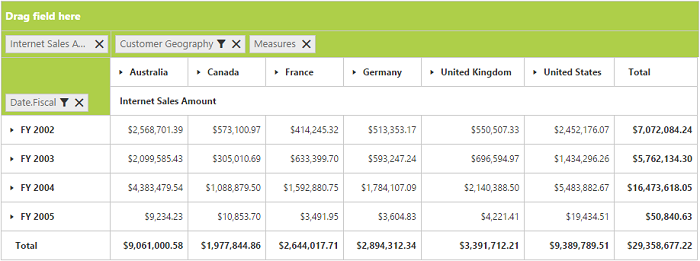 Drag field here
Internet Sales A... Customer Geography Measures
Australia Canada France Germany United Kingdom United States Total
Date.Fiscal Internet Sales Amount
FY 2002 $2,568,701.39 $573,100.97 $414,245.32 $513,353.17 $550,507.33 $2,452,176.07 $7,072,084.24
FY 2003 $2,099,585.43 $305,010.69 $633,399.70 $593,247.24 $696,594.97 $1,434,296.26 $5,762,134.30
FY 2004 $4,383,479.54 $1,088,879.50 $1,592,880.75 $1,784,107.09 $2,140,388.50 $5,483,882.67 $16,473,618.05
FY 2005 $9,234.23 $10,853.70 $3,491.95 $3,604.83 $4,221.41 $19,434.51 $50,840.63
Total $9,061,000.58 $1,977,844.86 $2,644,017.71 $2,894,312.34 $3,391,712.21 $9,389,789.51 $29,358,677.22